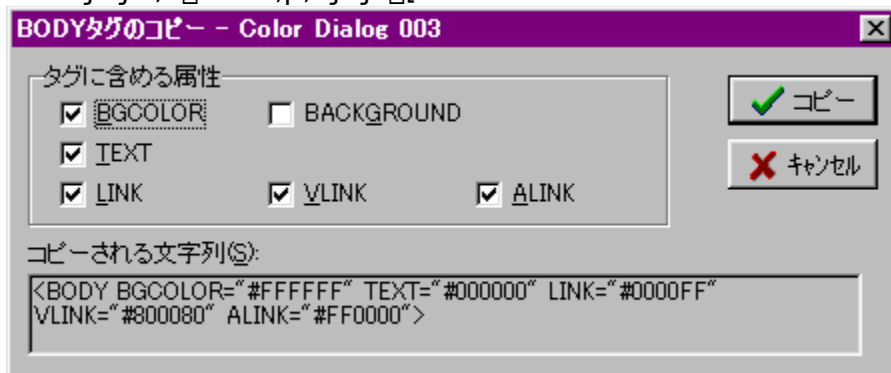 BODYタグのコピー - Color Dialog 003
タグに含める属性
BGCOLOR BACKGROUND
TEXT
LINK VLINK ALINK
コピー
キャンセル
コピーされる文字列(S):
<BODY BGCOLOR="#FFFFFF" TEXT="#000000" LINK="#0000FF"
VLINK="#800080" ALINK="#FF0000">